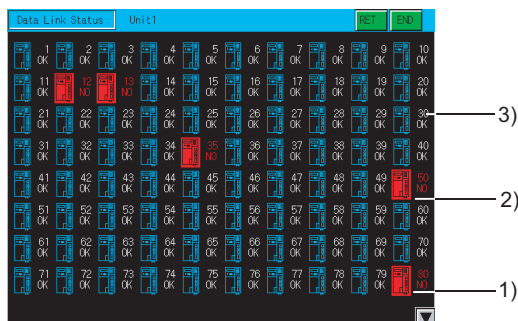 Data Link Status Unit1 RET END
1 2 3 4 5 6 7 8 9 10
OK OK OK OK OK OK OK OK OK OK
11 12 13 14 15 16 17 18 19 20
OK NO NO OK OK OK OK OK OK OK
21 22 23 24 25 26 27 28 29 30
OK OK OK OK OK OK OK OK OK OK
3)
31 32 33 34 35 36 37 38 39 40
OK OK OK OK NO OK OK OK OK OK
41 42 43 44 45 46 47 48 49 50
OK OK OK OK OK OK OK OK OK NO
2)
51 52 53 54 55 56 57 58 59 60
OK OK OK OK OK OK OK OK OK OK
61 62 63 64 65 66 67 68 69 70
OK OK OK OK OK OK OK OK OK OK
71 72 73 74 75 76 77 78 79 80
OK OK OK OK OK OK OK OK OK NO
1)